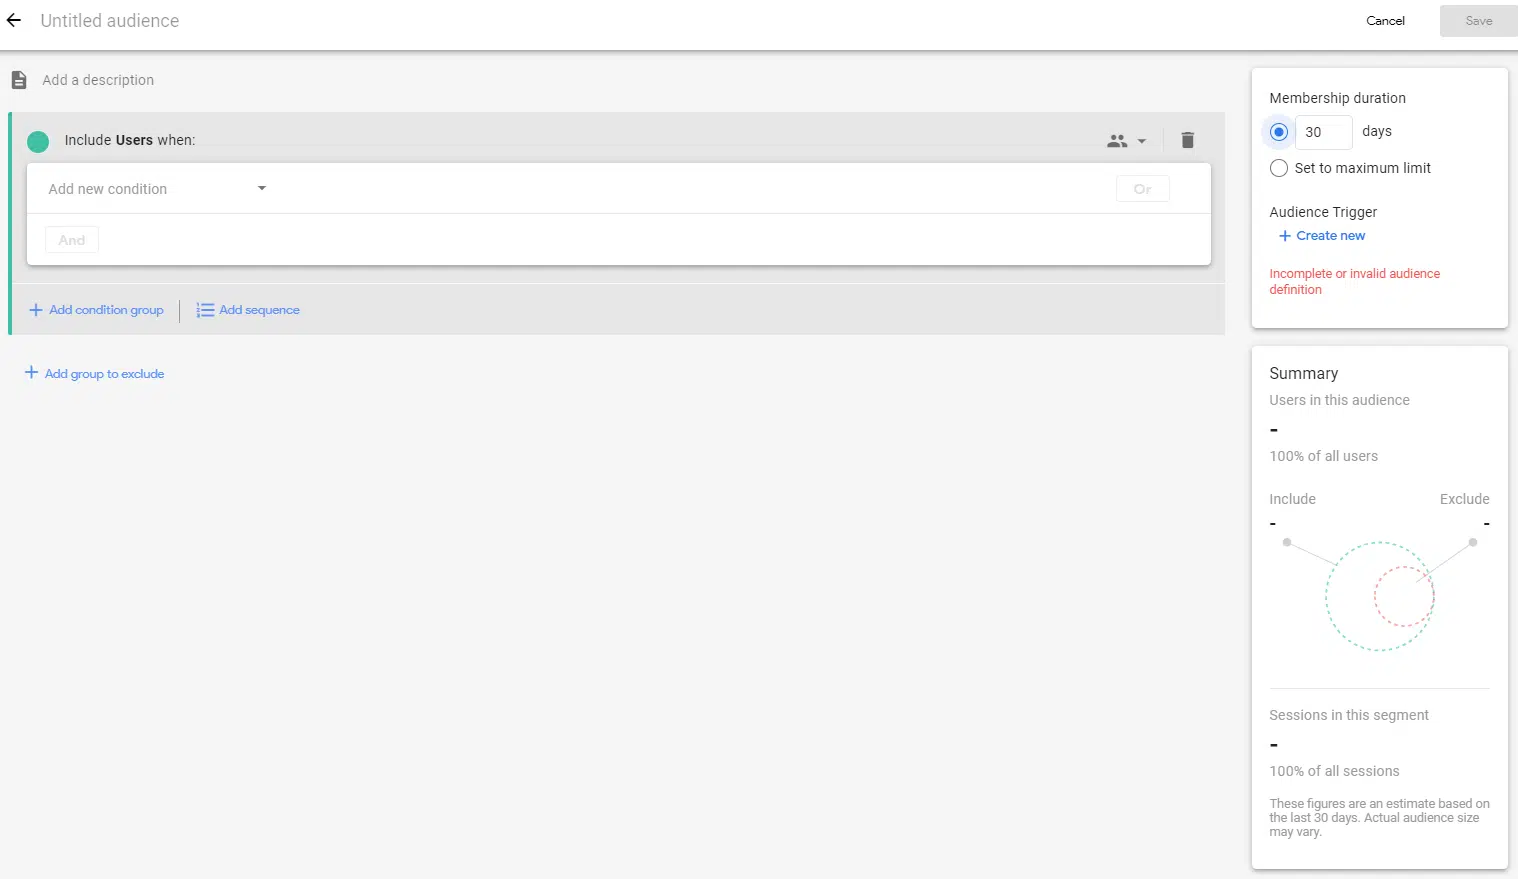 Untitled audience
Cancel
Save
Add a description
Include Users when:
Add new condition
Or
And
Add condition group
Add sequence
Add group to exclude
Membership duration
30 days
Set to maximum limit
Audience Trigger
Create new
Incomplete or invalid audience
definition
Summary
Users in this audience
-
100% of all users
Include Exclude
- -
Sessions in this segment
-
100% of all sessions
These figures are an estimate based on
the last 30 days. Actual audience size
may vary.